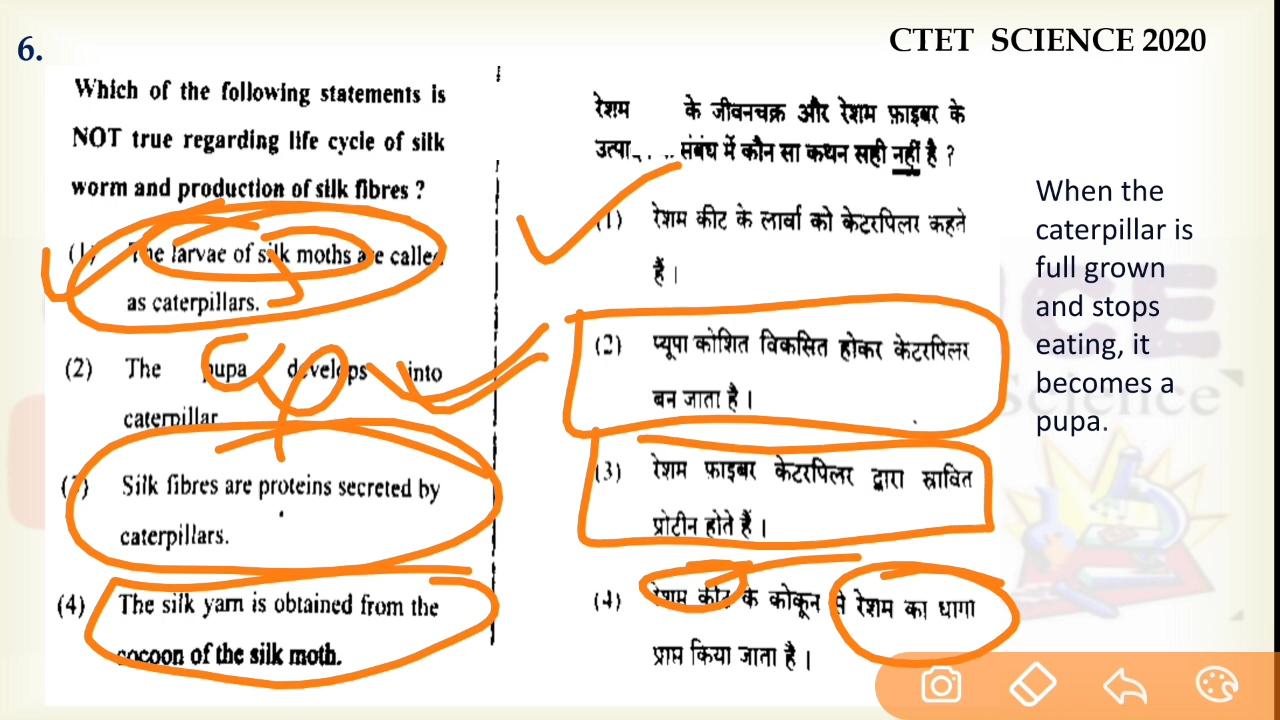 CTET SCIENCE 2020
6.
Which of the following statements is
NOT true regarding life cycle of silk
worm and production of silk fibres ?
(1) The larvae of silk moths are called
as caterpillars.
(2) The pupa develops into
caterpillar
(3) Silk fibres are proteins secreted by
caterpillars.
(4) The silk yarn is obtained from the
cocoon of the silk moth.
रेशम के जीवनचक्र और रेशम फ़ाइबर के
उत्पा संबंध में कौन सा कथन सही नहीं है ?
(1) रेशम कीट के लार्वा को केटरपिलर कहते
हैं ।
(2) प्यूपा कोशित विकसित होकर केटरपिलर
बन जाता है ।
(3) रेशम फ़ाइबर केटरपिलर द्वारा स्रावित
प्रोटीन होते हैं ।
(4) रेशम कीट के कोकून से रेशम का धागा
प्राप्त किया जाता है ।
When the
caterpillar is
full grown
and stops
eating, it
becomes a
pupa.